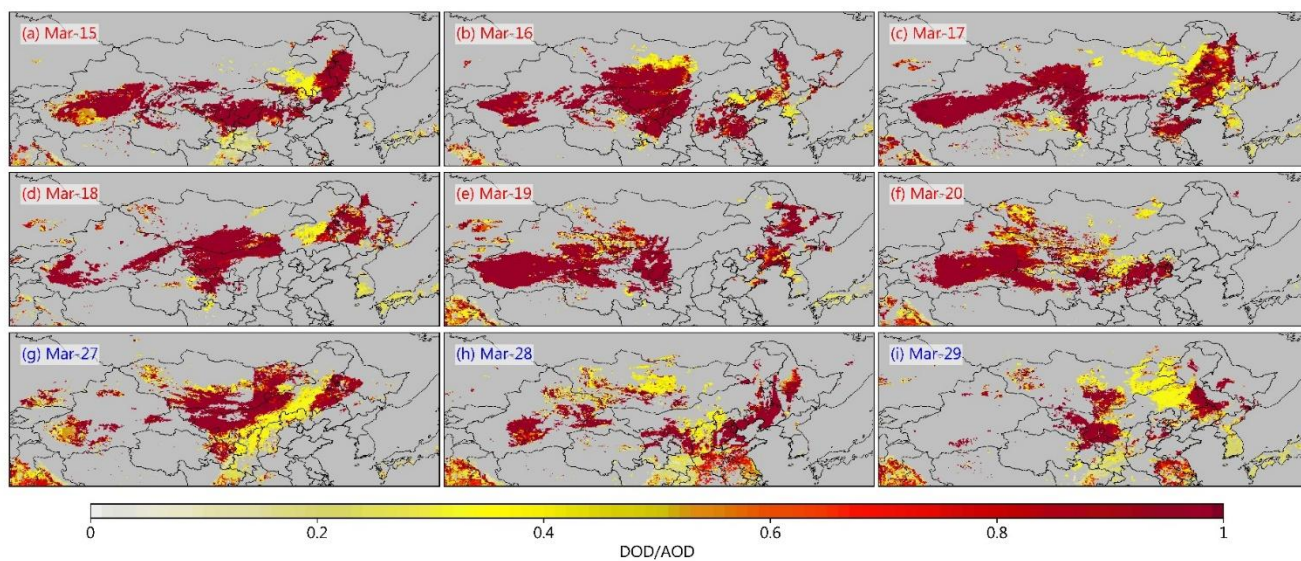 (a) Mar-15
(b) Mar-16
(c) Mar-17
(d) Mar-18
(e) Mar-19
(f) Mar-20
(g) Mar-27
(h) Mar-28
(i) Mar-29
0 0.2 0.4 0.6 0.8 1
DOD/AOD